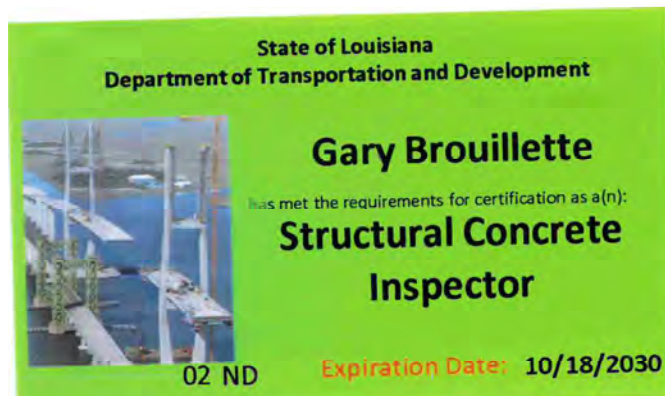 State of Louisiana
Department of Transportation and Development
Gary Brouillette
has met the requirements for certification as a(n):
Structural Concrete
Inspector
02 ND
Expiration Date: 10/18/2030